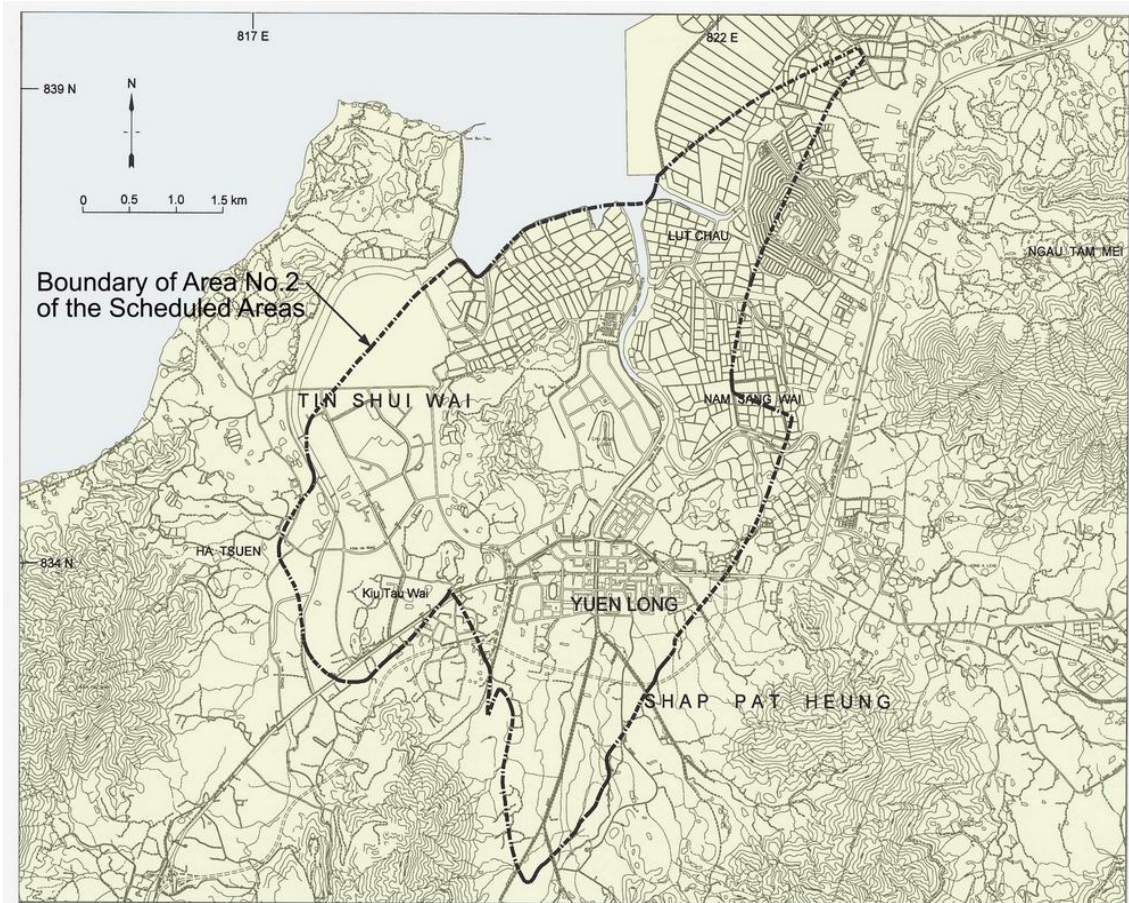 817 E
822 E
839 N
N
0 0.5 1.0 1.5 km
LUT CHAU
NGAU TAM MEI
Boundary of Area No.2
of the Scheduled Areas
TIN SHUI WAI
NAM SANG WAI
HA TSUEN
834 N
Kiu Tau Wai
YUEN LONG
SHAP PAT HEUNG